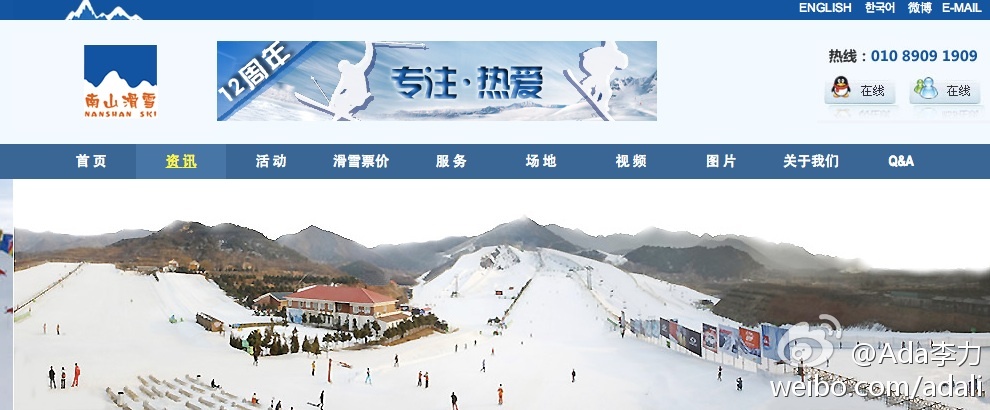 ENGLISH 한국어 微博 E-MAIL
南山滑雪
NANSHAN SKI
12周年
专注·热爱
热线：010 8909 1909
在线 在线
首页 资讯 活动 滑雪票价 服务 场地 视频 图片 关于我们 Q&A
@Ada李力
weibo.com/adali